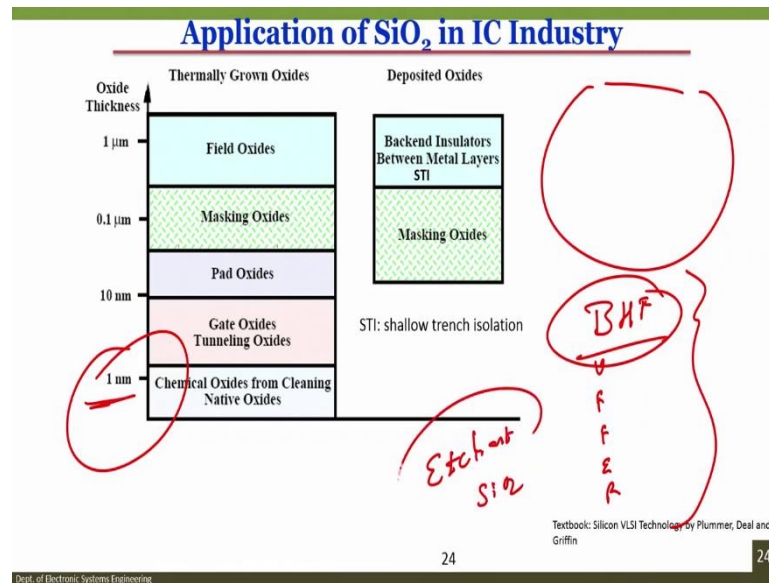 Application of SiO₂ in IC Industry
Thermally Grown Oxides
Deposited Oxides
Oxide
Thickness
1 μm
Field Oxides
Backend Insulators
Between Metal Layers
STI
0.1 μm
Masking Oxides
Masking Oxides
Pad Oxides
10 nm
Gate Oxides
Tunneling Oxides
STI: shallow trench isolation
1 nm
Chemical Oxides from Cleaning
Native Oxides
BHF
U
F
F
E
R
Etchant
SiO2
Textbook: Silicon VLSI Technology by Plummer, Deal and
Griffin
24
24
Dept. of Electronic Systems Engineering